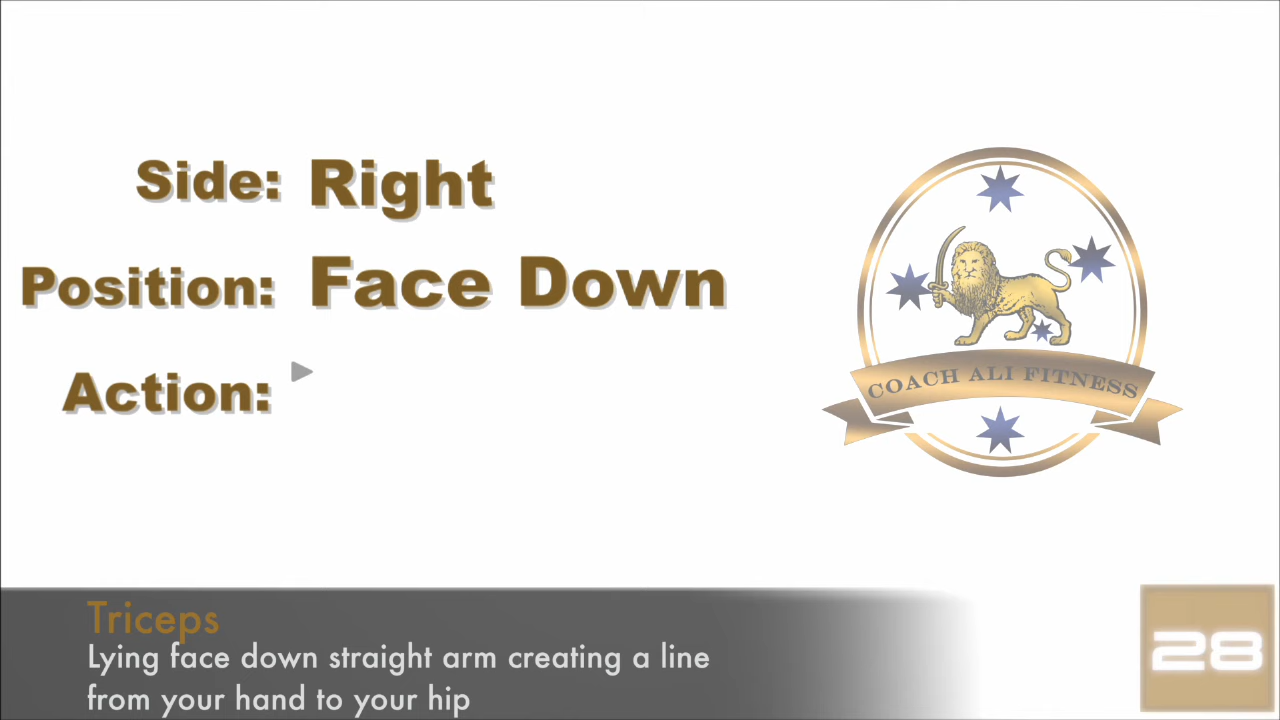 Side: Right
Position: Face Down
Action:
COACH ALI FITNESS
Triceps
Lying face down straight arm creating a line
from your hand to your hip
28